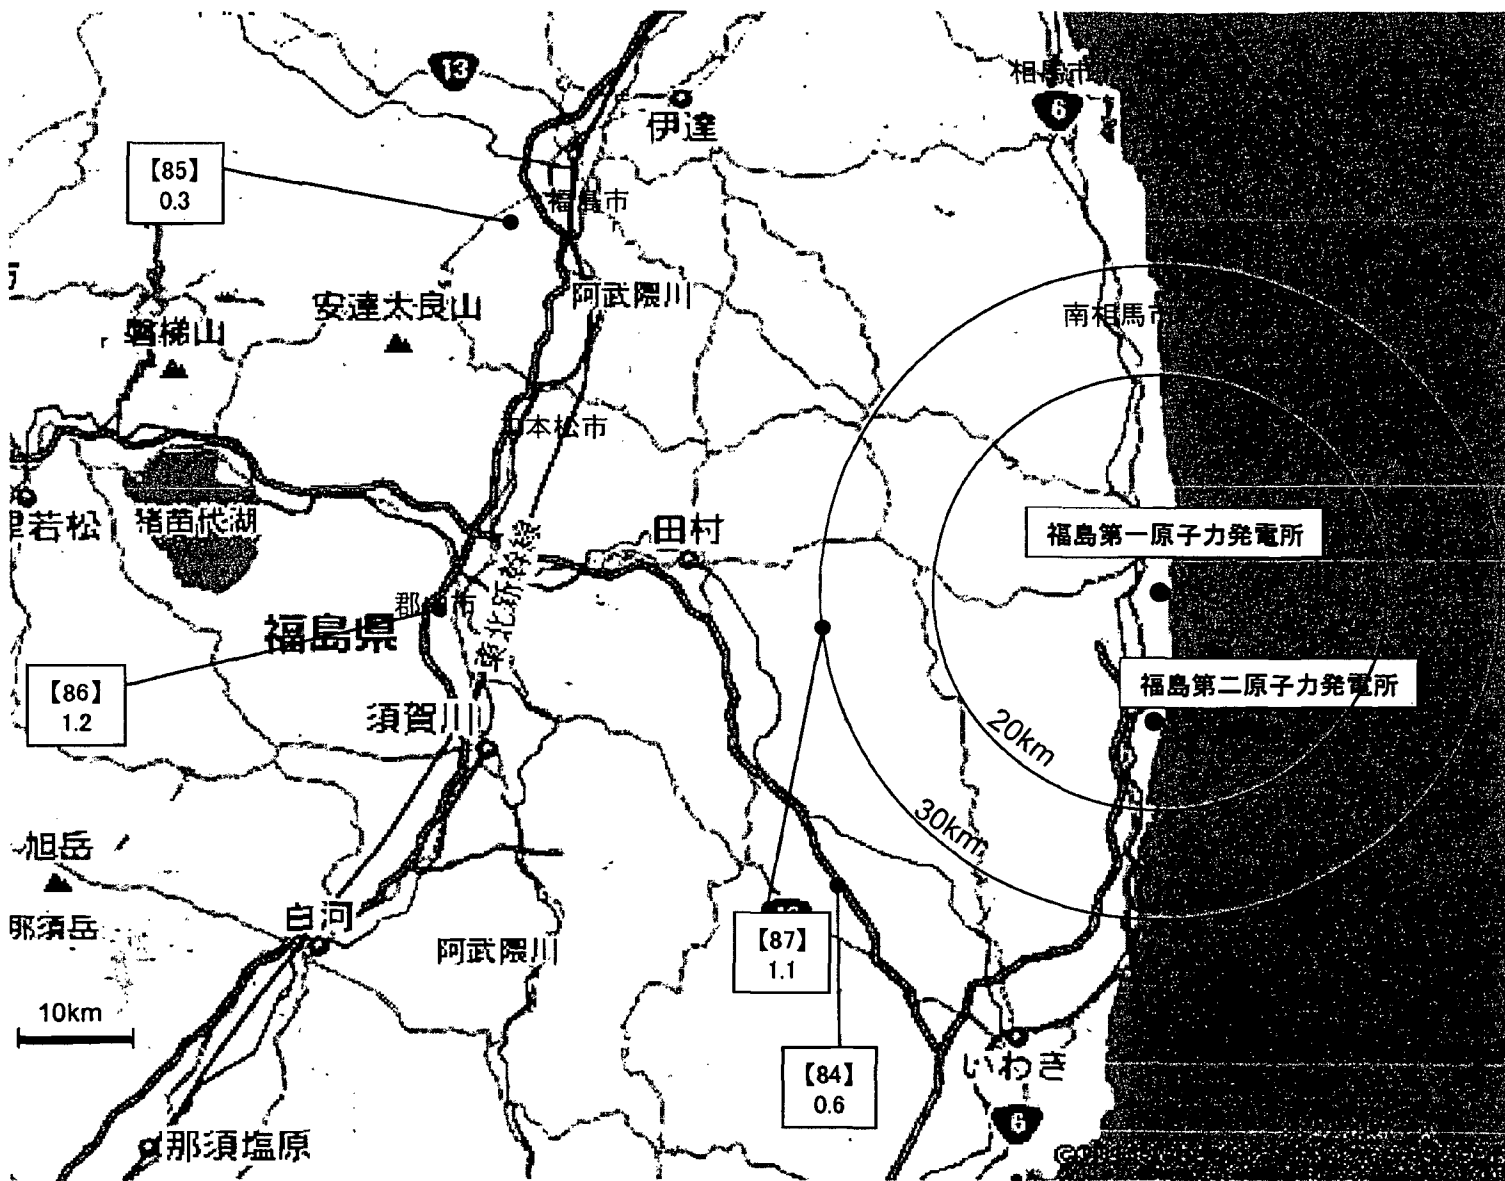 13
相馬市
6
伊達
【85】
0.3
福島市
安達太良山
阿武隈川
磐梯山
南相馬市
二本松市
若松
猪苗代湖
田村
福島第一原子力発電所
東北新幹線
郡山市
福島県
福島第二原子力発電所
【86】
1.2
須賀川
20km
30km
旭岳
那須岳
白河
阿武隈川
【87】
1.1
10km
いわき
【84】
0.6
6
那須塩原